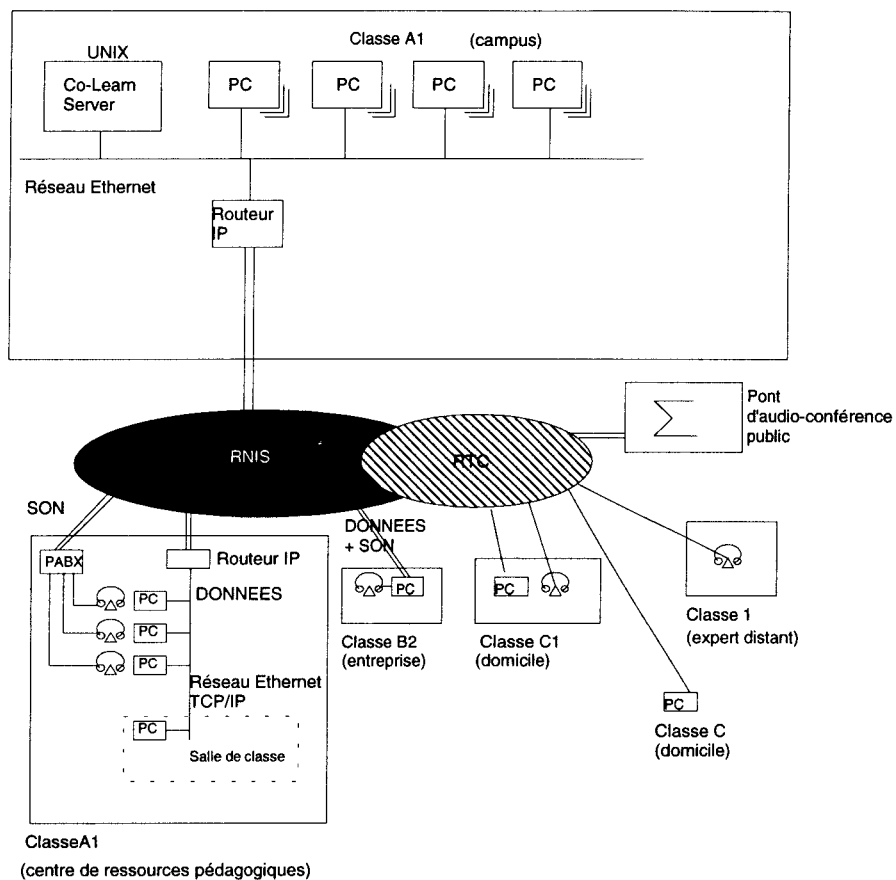 UNIX
Classe A1 (campus)
Co-Learn
Server
PC
PC
PC
PC
Réseau Ethernet
Routeur
IP
Pont
d'audio-conférence
public
RNIS
RTC
SON
DONNEES
+ SON
PABX
Routeur IP
DONNEES
PC
PC
PC
Réseau Ethernet
TCP/IP
PC
Salle de classe
ClasseA1
(centre de ressources pédagogiques)
PC
Classe B2
(entreprise)
PC
Classe C1
(domicile)
Classe 1
(expert distant)
PC
Classe C
(domicile)